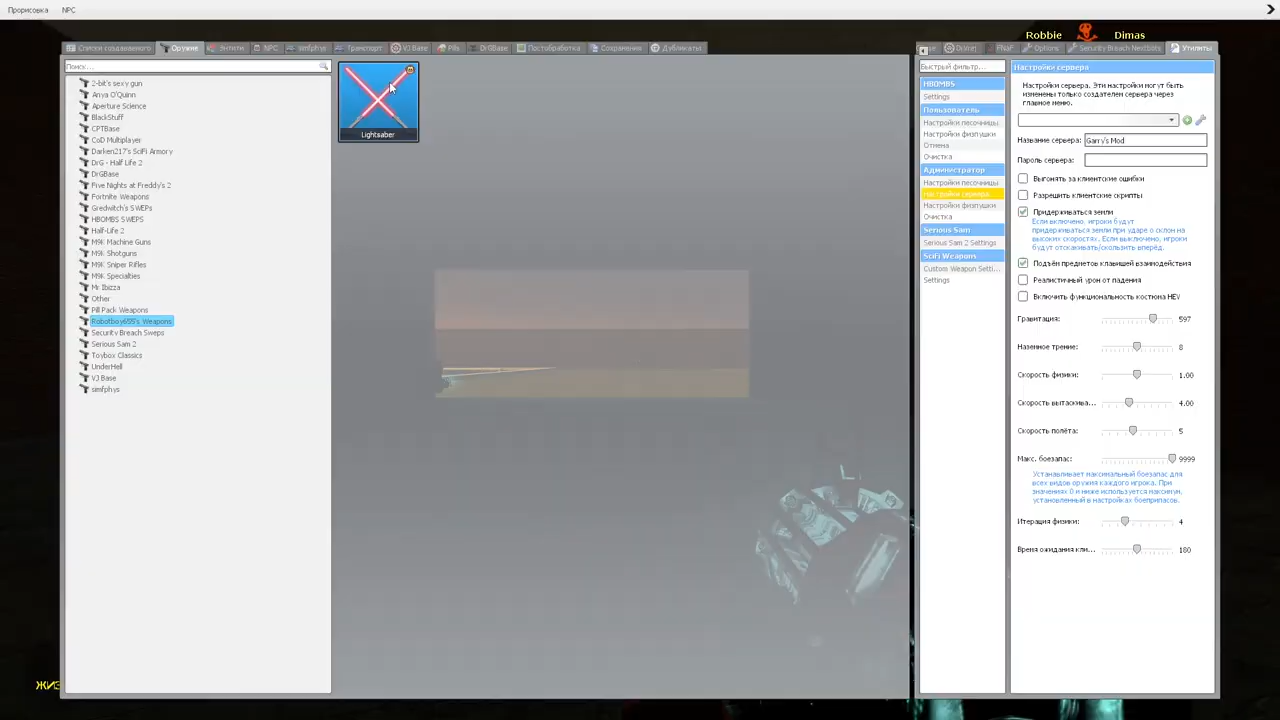 Прорисовка NPC
Robbie Dimas
Списки создаваемого Оружие Энтити NPC simfphys Транспорт VJ Base Pills DrGBase Постобработка Сохранения Дубликаты
DrVrej FNaF Options Security Breach Nextbots Утилиты
Поиск...
2-bit's sexy gun
Anya O'Quinn
Aperture Science
BlackStuff
CPTBase
CoD Multiplayer
Darken217's SciFi Armory
DrG - Half Life 2
DrGBase
Five Nights at Freddy's 2
Fortnite Weapons
Gredwitch's SWEPs
HBOMBS SWEPS
Half-Life 2
M9K Machine Guns
M9K Shotguns
M9K Sniper Rifles
M9K Specialties
Mr Ibizza
Other
Pill Pack Weapons
Robotboy655's Weapons
Security Breach Sweps
Serious Sam 2
Toybox Classics
UnderHell
VJ Base
simfphys
Lightsaber
Быстрый фильтр...
HBOMBS
Settings
Пользователь
Настройки песочницы
Настройки физпушки
Отмена
Очистка
Администратор
Настройки песочницы
Настройки сервера
Настройки физпушки
Очистка
Serious Sam
Serious Sam 2 Settings
SciFi Weapons
Custom Weapon Setti...
Settings
Настройки сервера
Настройки сервера. Эти настройки могут быть
изменены только создателем сервера через
главное меню.
Название сервера: Garry's Mod
Пароль сервера:
Выгонять за клиентские ошибки
Разрешить клиентские скрипты
Придерживаться земли
Если включено, игроки будут
придерживаться земли при ударе о склон на
высоких скоростях. Если выключено, игроки
будут отскакивать/скользить вперёд.
Подъём предметов клавишей взаимодействия
Реалистичный урон от падения
Включить функциональность костюма HEV
Гравитация: 597
Наземное трение: 8
Скорость физики: 1.00
Скорость вытаскива... 4.00
Скорость полёта: 5
Макс. боезапас: 9999
Устанавливает максимальный боезапас для
всех видов оружия каждого игрока. При
значениях 0 и ниже используется максимум,
установленный в настройках боеприпасов.
Итерация физики: 4
Время ожидания кли... 180